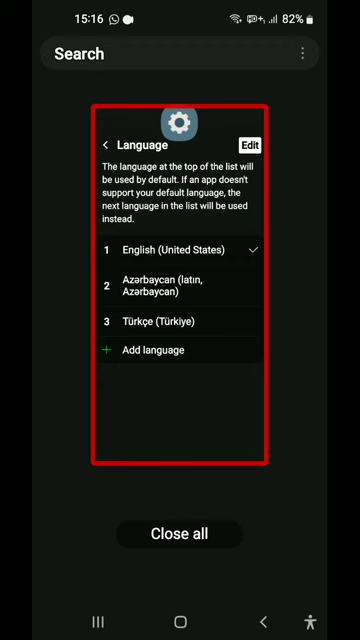 15:16 82%
Search
Language Edit
The language at the top of the list will
be used by default. If an app doesn't
support your default language, the
next language in the list will be used
instead.
1 English (United States)
2 Azərbaycan (latın,
Azərbaycan)
3 Türkçe (Türkiye)
+ Add language
Close all